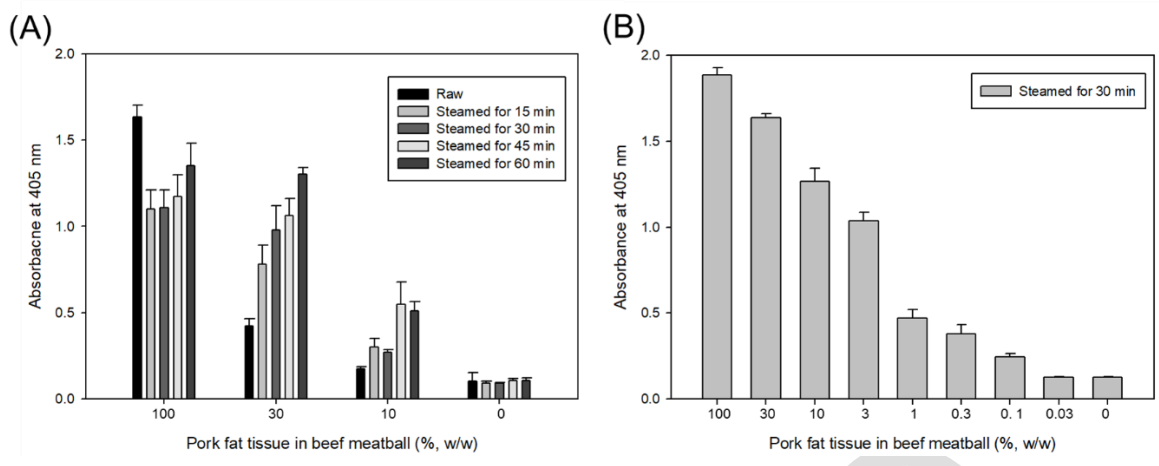 (A)
2.0
1.5
1.0
0.5
0.0
Absorbacne at 405 nm
Raw
Steamed for 15 min
Steamed for 30 min
Steamed for 45 min
Steamed for 60 min
100 30 10 0
Pork fat tissue in beef meatball (%, w/w)
(B)
2.0
1.5
1.0
0.5
0.0
Absorbance at 405 nm
Steamed for 30 min
100 30 10 3 1 0.3 0. 1 0.03 0
Pork fat tissue in beef meatball (%, w/w)